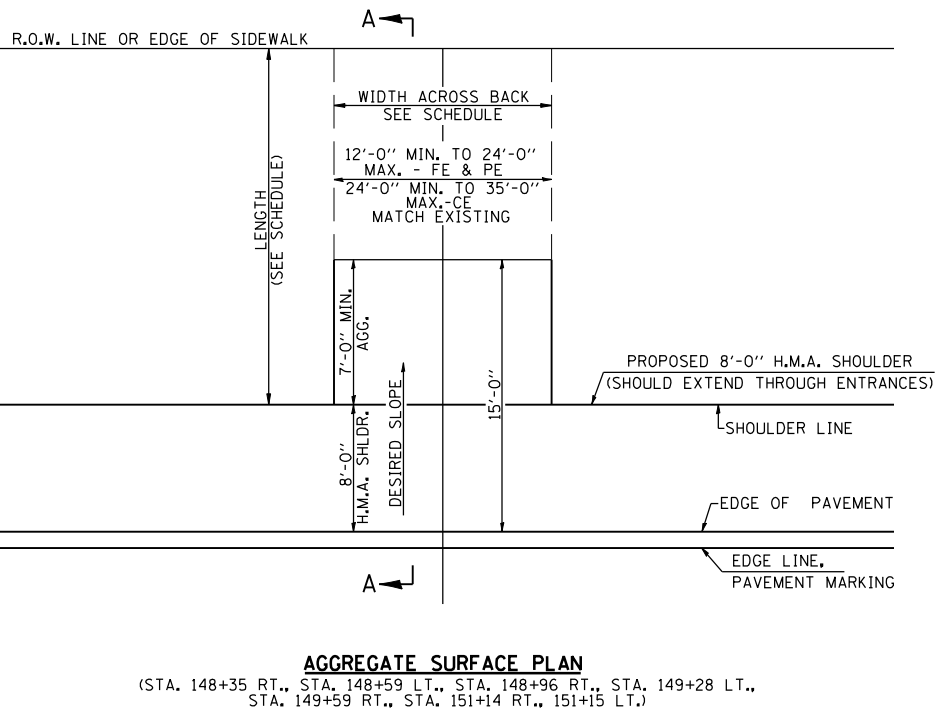 A
R.O.W. LINE OR EDGE OF SIDEWALK
WIDTH ACROSS BACK
SEE SCHEDULE
12'-0'' MIN. TO 24'-0''
MAX. - FE & PE
24'-0'' MIN. TO 35'-0''
MAX.-CE
MATCH EXISTING
LENGTH
(SEE SCHEDULE)
7'-0'' MIN.
AGG.
PROPOSED 8'-0'' H.M.A. SHOULDER
(SHOULD EXTEND THROUGH ENTRANCES)
15'-0''
DESIRED SLOPE
8'-0''
H.M.A. SHLDR.
SHOULDER LINE
EDGE OF PAVEMENT
EDGE LINE,
PAVEMENT MARKING
A
AGGREGATE SURFACE PLAN
(STA. 148+35 RT., STA. 148+59 LT., STA. 148+96 RT., STA. 149+28 LT.,
STA. 149+59 RT., STA. 151+14 RT., 151+15 LT.)